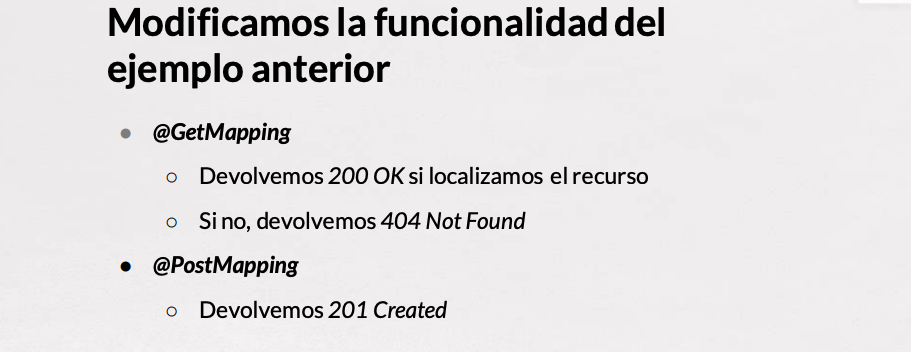 Modificamos la funcionalidad del
ejemplo anterior
● @GetMapping
○ Devolvemos 200 OK si localizamos el recurso
○ Si no, devolvemos 404 Not Found
● @PostMapping
○ Devolvemos 201 Created